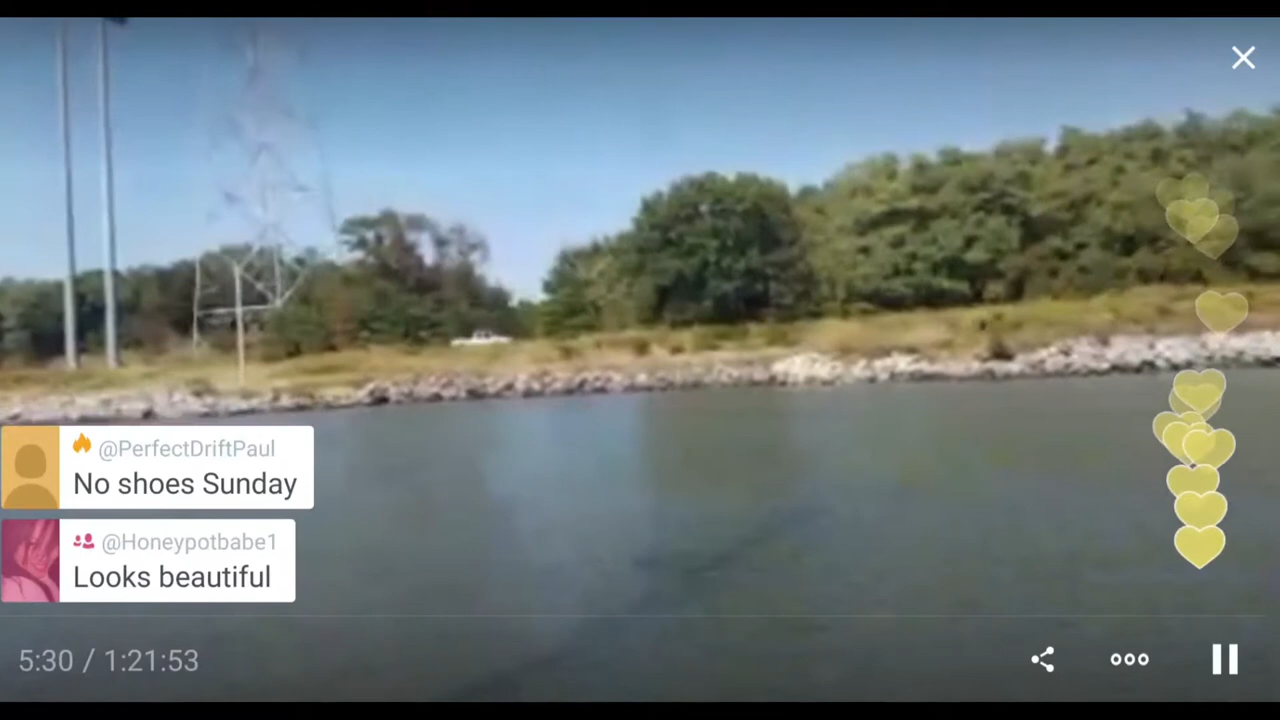 @PerfectDriftPaul
No shoes Sunday
@Honeypotbabe1
Looks beautiful
5:30 / 1:21:53